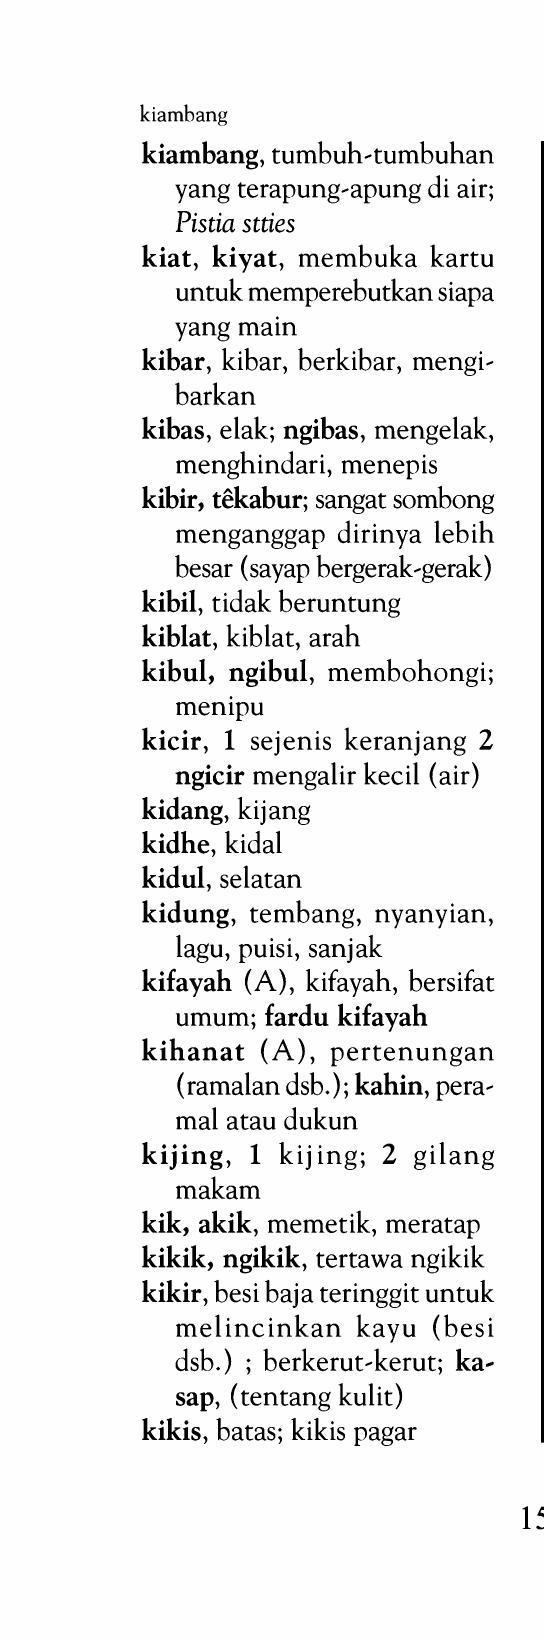 kiambang
kiambang, tumbuh-tumbuhan
yang terapung-apung di air;
Pistia stties
kiat, kiyat, membuka kartu
untuk memperebutkan siapa
yang main
kibar, kibar, berkibar, mengi-
barkan
kibas, elak; ngibas, mengelak,
menghindari, menepis
kibir, têkabur; sangat sombong
menganggap dirinya lebih
besar (sayap bergerak-gerak)
kibil, tidak beruntung
kiblat, kiblat, arah
kibul, ngibul, membohongi;
menipu
kicir, 1 sejenis keranjang 2
ngicir mengalir kecil (air)
kidang, kijang
kidhe, kidal
kidul, selatan
kidung, tembang, nyanyian,
lagu, puisi, sanjak
kifayah (A), kifayah, bersifat
umum; fardu kifayah
kihanat (A), pertenungan
(ramalan dsb.); kahin, pera-
mal atau dukun
kijing, 1 kijing; 2 gilang
makam
kik, akik, memetik, meratap
kikik, ngikik, tertawa ngikik
kikir, besi baja teringgit untuk
melincinkan kayu (besi
dsb.) ; berkerut-kerut; ka-
sap, (tentang kulit)
kikis, batas; kikis pagar